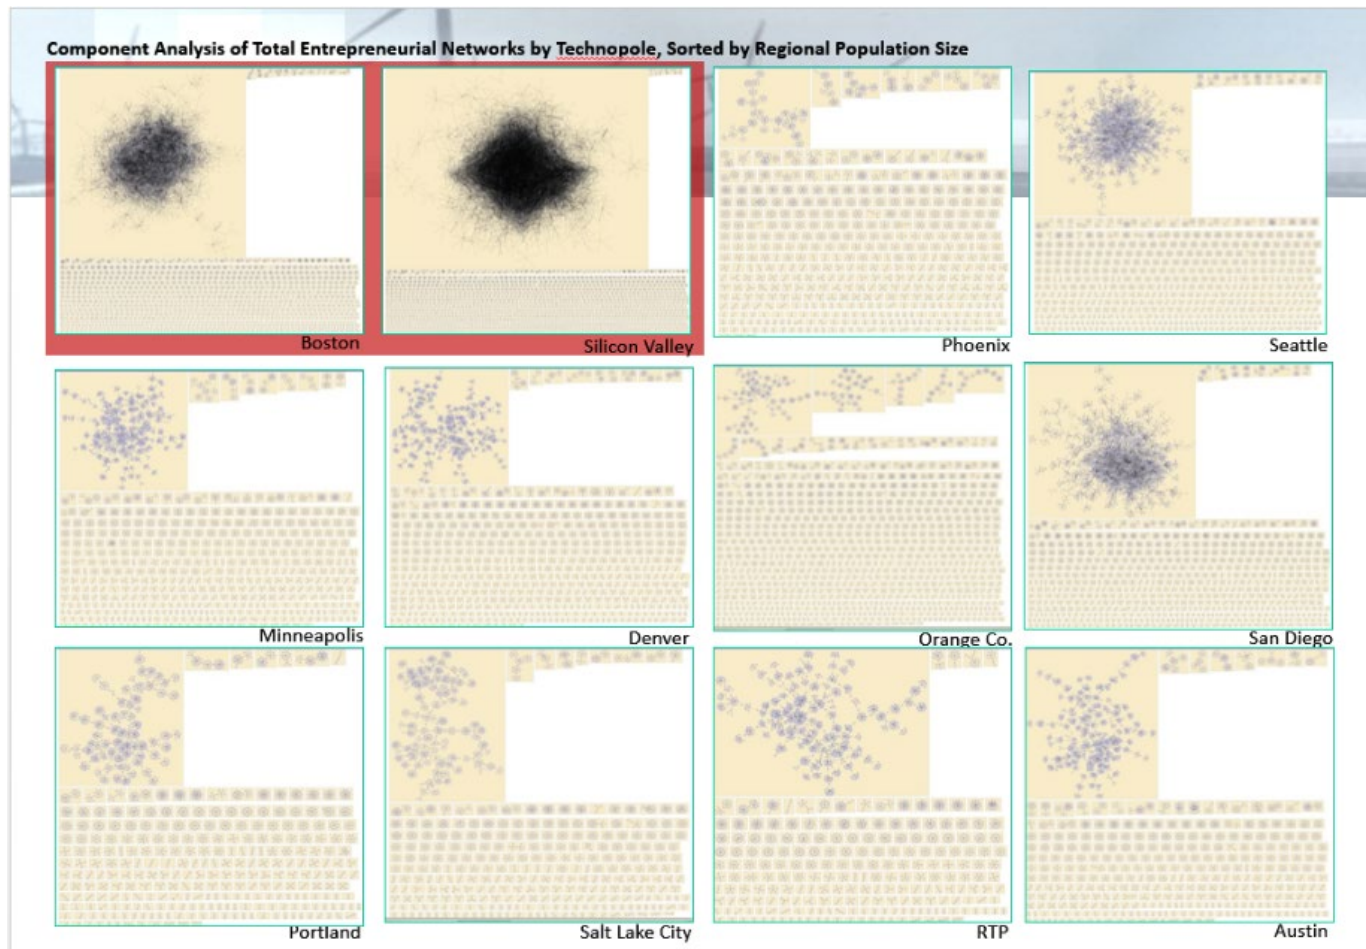 Component Analysis of Total Entrepreneurial Networks by Technopole, Sorted by Regional Population Size
Boston
Silicon Valley
Phoenix
Seattle
Minneapolis
Denver
Orange Co.
San Diego
Portland
Salt Lake City
RTP
Austin